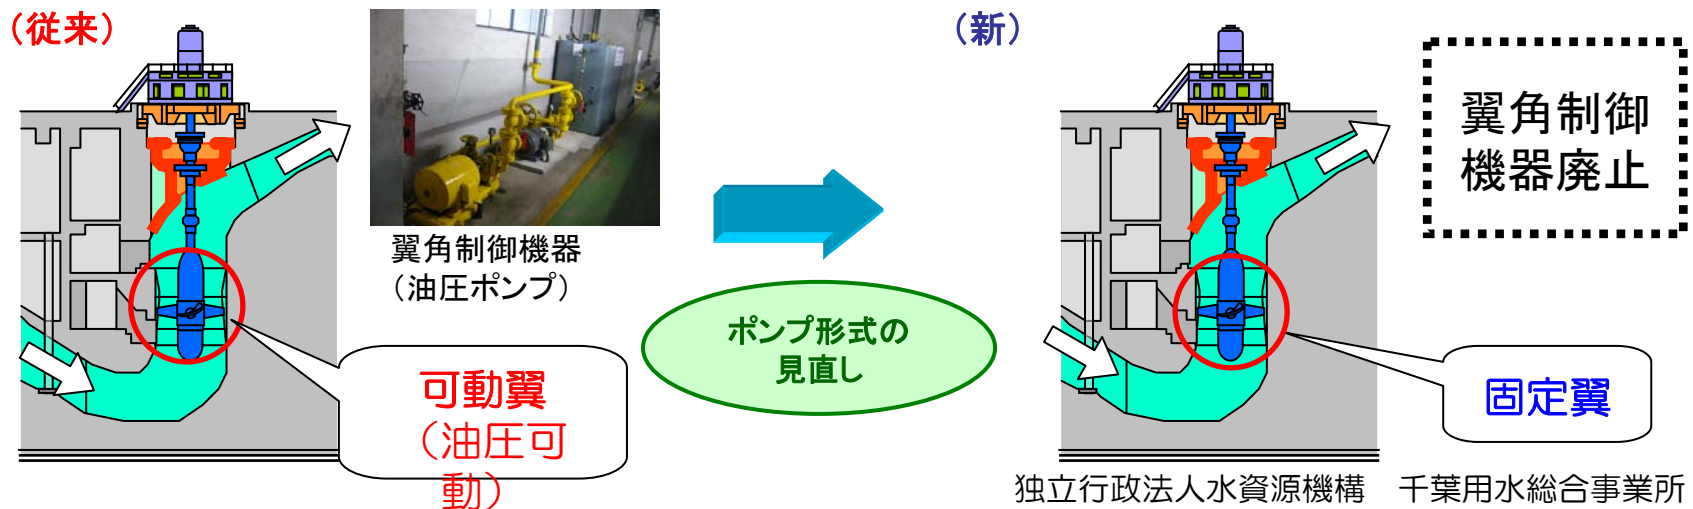 （従来）
翼角制御機器
（油圧ポンプ）
可動翼
（油圧可
動）
ポンプ形式の
見直し
（新）
翼角制御
機器廃止
固定翼
独立行政法人水資源機構　千葉用水総合事業所